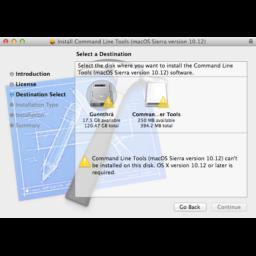 Install Command Line Tools (macOS Sierra version 10.12)
Select a Destination
Introduction
License
Destination Select
Installation Type
Installation
Summary
Select the disk where you want to install the Command Line
Tools (macOS Sierra version 10.12) software.
Gunnthra
17.5 GB available
120.47 GB total
Comman...er Tools
250 MB available
394.2 MB total
Command Line Tools (macOS Sierra version 10.12) can't
be installed on this disk. OS X version 10.12 or later is
required.
Go Back
Continue